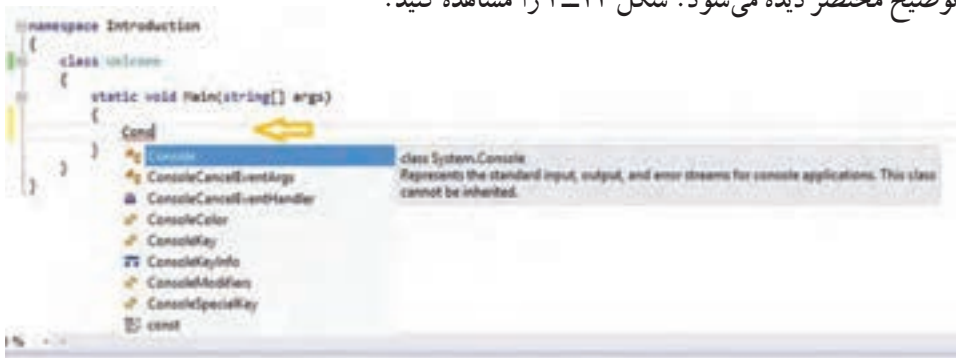 توضیح مختصر دیده می‌شود. شکل ۱۲ــ۲ را مشاهده کنید.
namespace Introduction
{
class welcome
{
static void Main(string[] args)
{
Cons
}
}
}
Console
ConsoleCancelEventArgs
ConsoleCancelEventHandler
ConsoleColor
ConsoleKey
ConsoleKeyInfo
ConsoleModifiers
ConsoleSpecialKey
const
class System.Console
Represents the standard input, output, and error streams for console applications. This class
cannot be inherited.
%